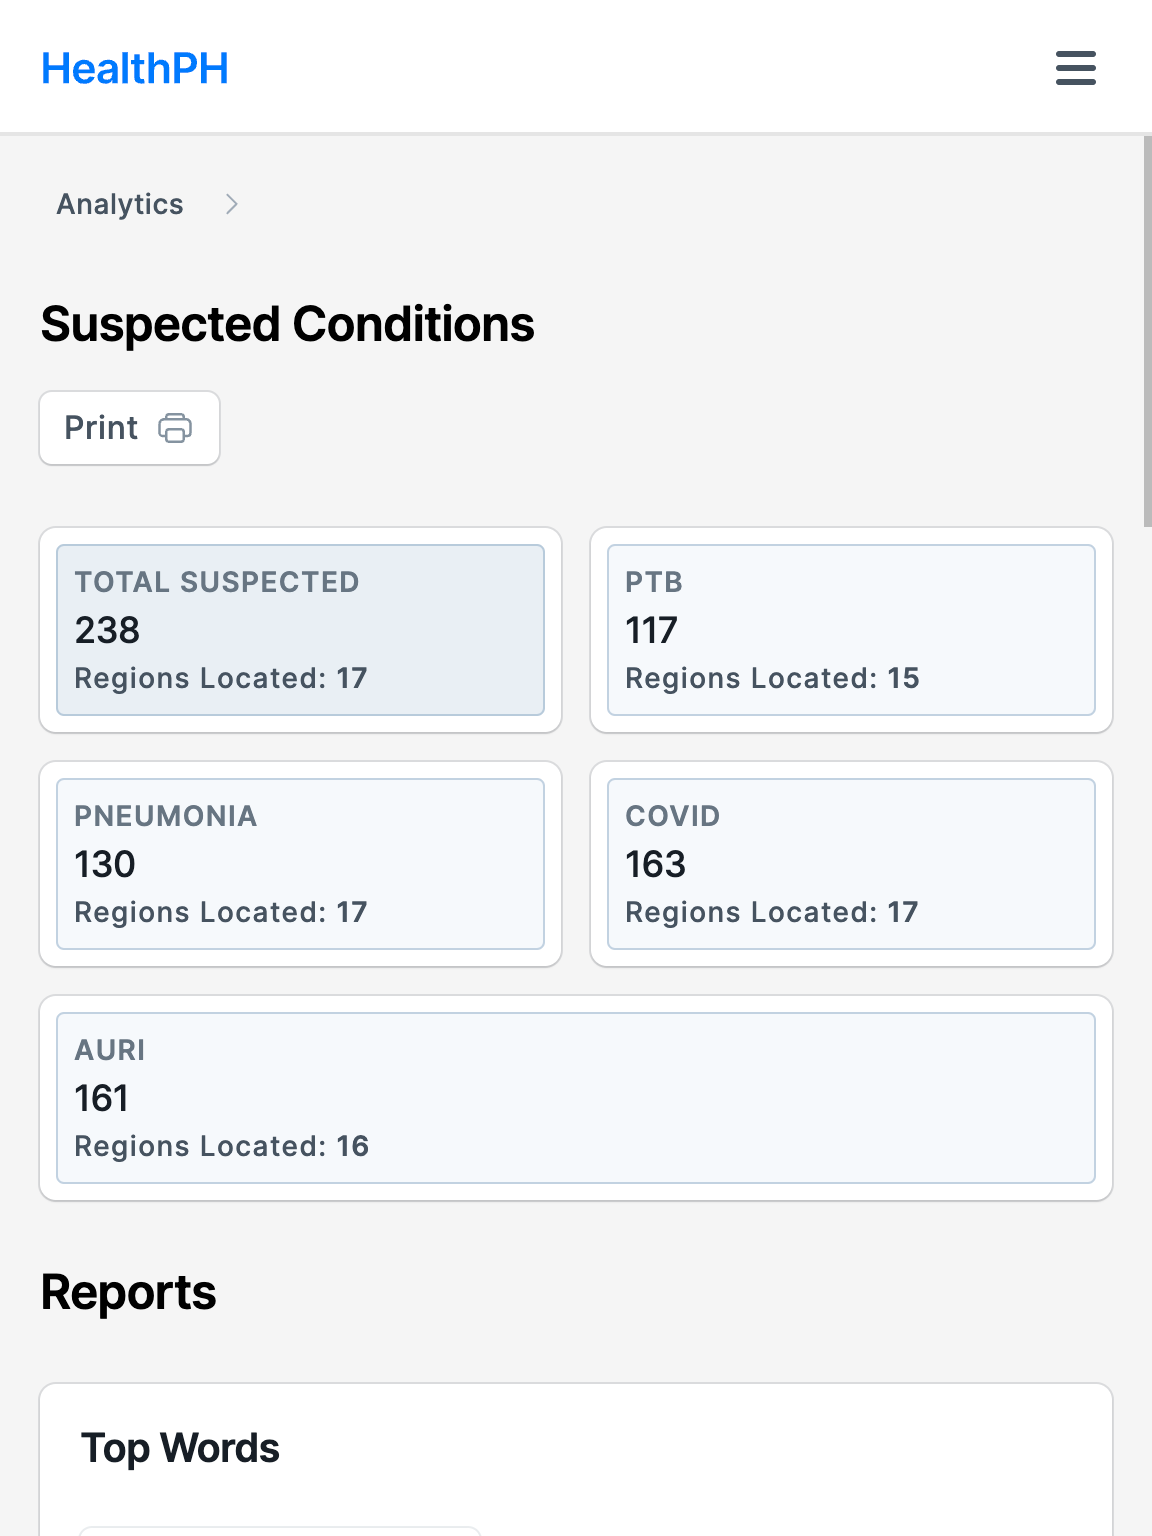 HealthPH
Analytics
Suspected Conditions
Print
TOTAL SUSPECTED
238
Regions Located: 17
PTB
117
Regions Located: 15
PNEUMONIA
130
Regions Located: 17
COVID
163
Regions Located: 17
AURI
161
Regions Located: 16
Reports
Top Words